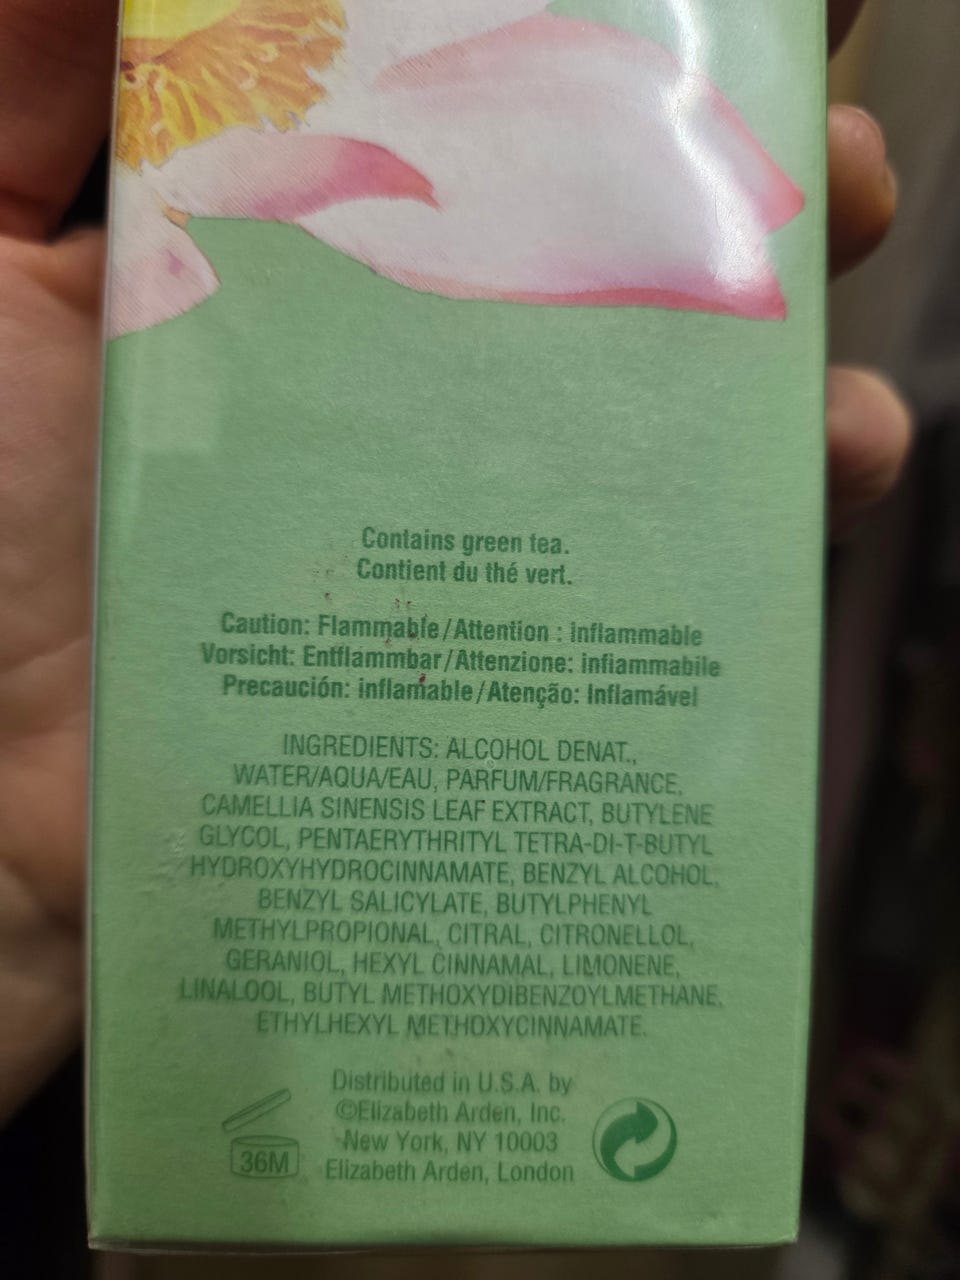 Contains green tea.
Contient du thé vert.
Caution: Flammable/Attention : inflammable
Vorsicht: Entflammbar/Attenzione: infiammabile
Precaución: inflamable/Atenção: Inflamável
INGREDIENTS: ALCOHOL DENAT.,
WATER/AQUA/EAU, PARFUM/FRAGRANCE,
CAMELLIA SINENSIS LEAF EXTRACT, BUTYLENE
GLYCOL, PENTAERYTHRITYL TETRA-DI-T-BUTYL
HYDROXYHYDROCINNAMATE, BENZYL ALCOHOL,
BENZYL SALICYLATE, BUTYLPHENYL
METHYLPROPIONAL, CITRAL, CITRONELLOL,
GERANIOL, HEXYL CINNAMAL, LIMONENE,
LINALOOL, BUTYL METHOXYDIBENZOYLMETHANE,
ETHYLHEXYL METHOXYCINNAMATE.
Distributed in U.S.A. by
©Elizabeth Arden, Inc.
New York, NY 10003
Elizabeth Arden, London
36M